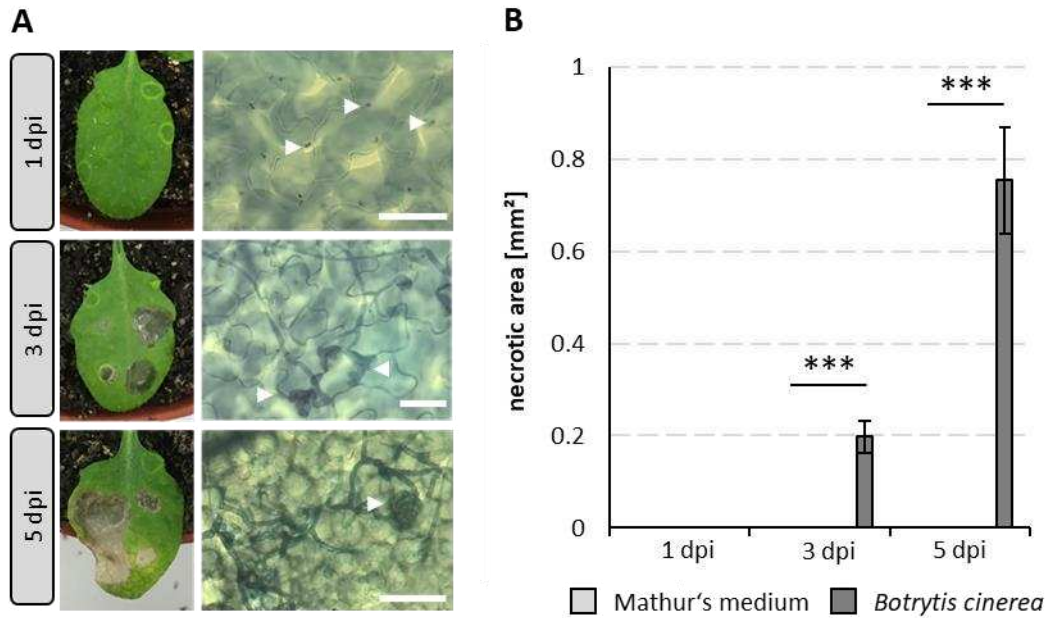 A
1 dpi
3 dpi
5 dpi
B
necrotic area [mm²]
1
0.8
0.6
0.4
0.2
0
***
***
1 dpi
3 dpi
5 dpi
Mathur‘s medium
Botrytis cinerea